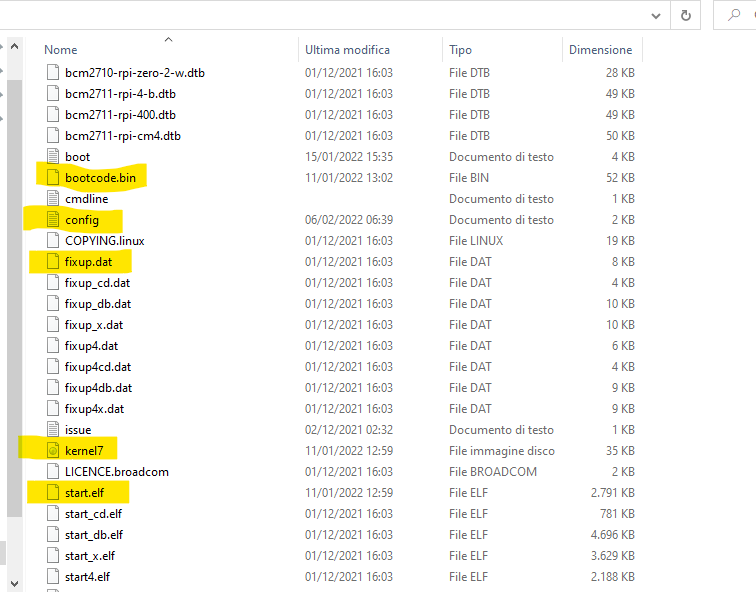 Nome Ultima modifica Tipo Dimensione
bcm2710-rpi-zero-2-w.dtb 01/12/2021 16:03 File DTB 28 KB
bcm2711-rpi-4-b.dtb 01/12/2021 16:03 File DTB 49 KB
bcm2711-rpi-400.dtb 01/12/2021 16:03 File DTB 49 KB
bcm2711-rpi-cm4.dtb 01/12/2021 16:03 File DTB 50 KB
boot 15/01/2022 15:35 Documento di testo 4 KB
bootcode.bin 11/01/2022 13:02 File BIN 52 KB
cmdline Documento di testo 1 KB
config 06/02/2022 06:39 Documento di testo 2 KB
COPYING.linux 01/12/2021 16:03 File LINUX 19 KB
fixup.dat 01/12/2021 16:03 File DAT 8 KB
fixup_cd.dat 01/12/2021 16:03 File DAT 4 KB
fixup_db.dat 01/12/2021 16:03 File DAT 10 KB
fixup_x.dat 01/12/2021 16:03 File DAT 10 KB
fixup4.dat 01/12/2021 16:03 File DAT 6 KB
fixup4cd.dat 01/12/2021 16:03 File DAT 4 KB
fixup4db.dat 01/12/2021 16:03 File DAT 9 KB
fixup4x.dat 01/12/2021 16:03 File DAT 9 KB
issue 02/12/2021 02:32 Documento di testo 1 KB
kernel7 11/01/2022 12:59 File immagine disco 35 KB
LICENCE.broadcom 01/12/2021 16:03 File BROADCOM 2 KB
start.elf 11/01/2022 12:59 File ELF 2.791 KB
start_cd.elf 01/12/2021 16:03 File ELF 781 KB
start_db.elf 01/12/2021 16:03 File ELF 4.696 KB
start_x.elf 01/12/2021 16:03 File ELF 3.629 KB
start4.elf 01/12/2021 16:03 File ELF 2.188 KB